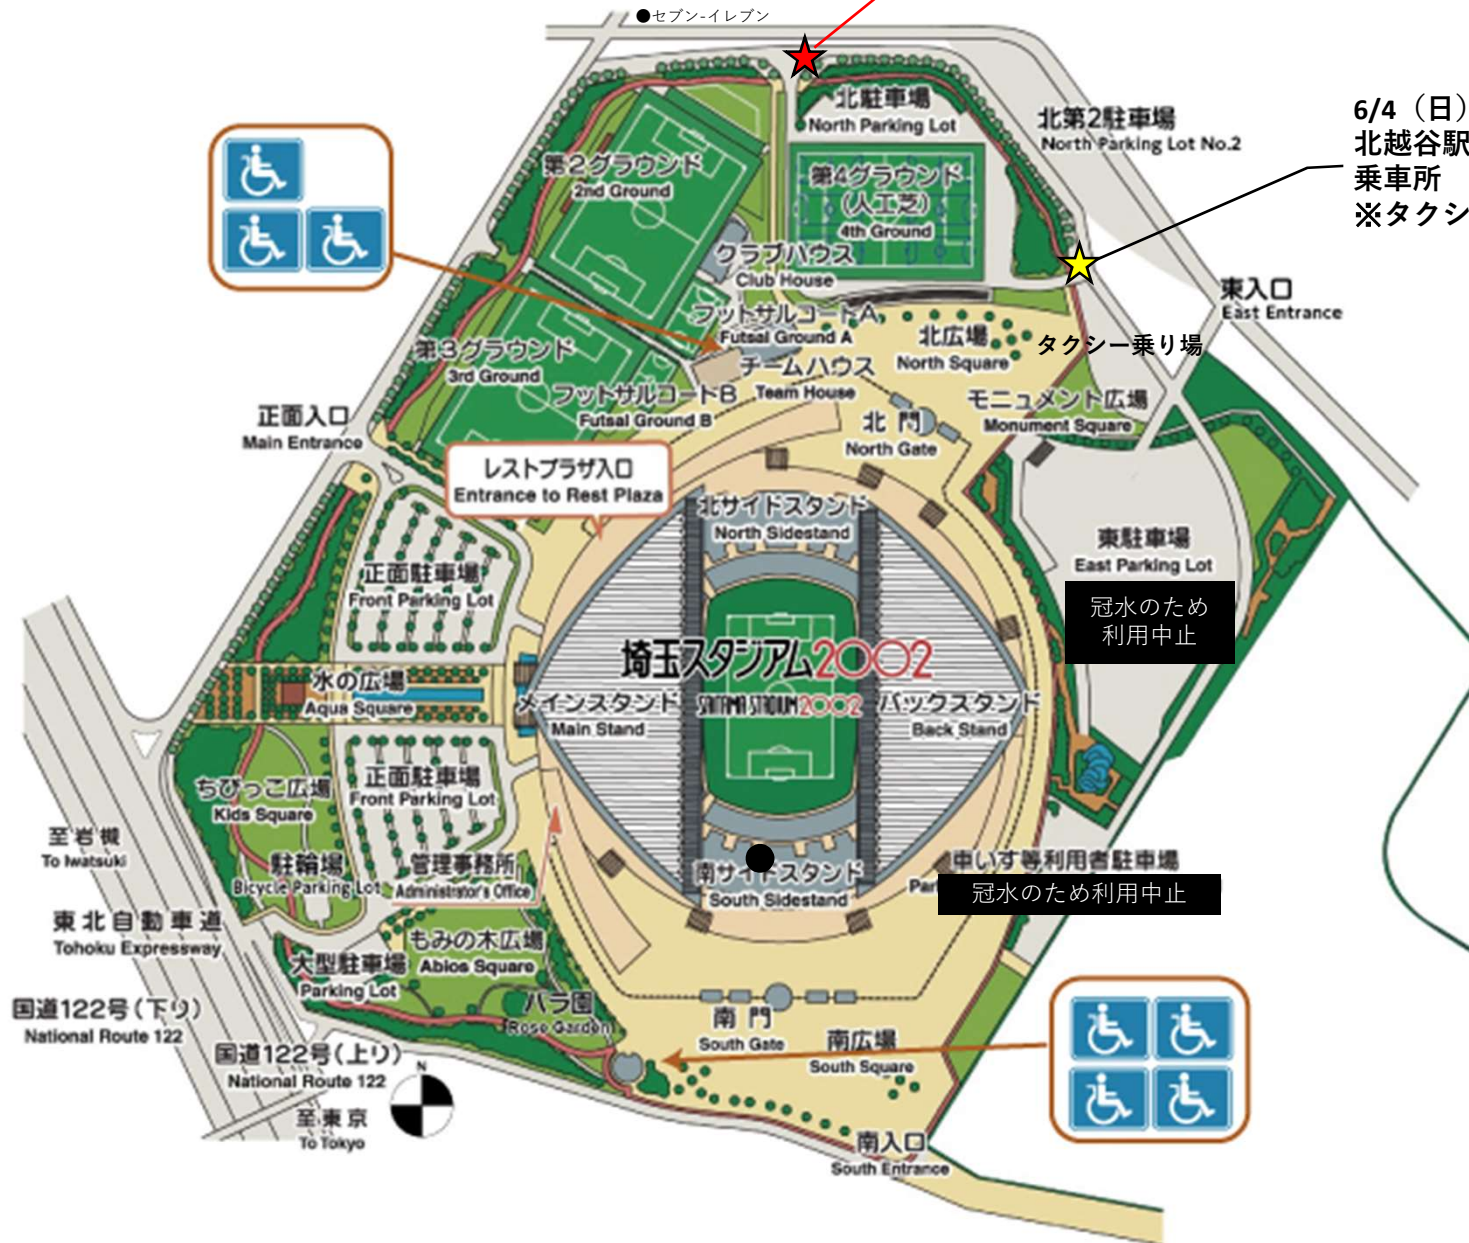 ●セブン-イレブン
北駐車場
North Parking Lot
北第2駐車場
North Parking Lot No.2
6/4（日）
北越谷駅
乗車所
※タクシ
第2グラウンド
2nd Ground
第4グラウンド
(人工芝)
4th Ground
クラブハウス
Club House
東入口
East Entrance
フットサルコートA
Futsal Ground A
北広場
North Square
タクシー乗り場
第3グラウンド
3rd Ground
チームハウス
Team House
フットサルコートB
Futsal Ground B
モニュメント広場
Monument Square
正面入口
Main Entrance
北門
North Gate
レストプラザ入口
Entrance to Rest Plaza
北サイドスタンド
North Sidestand
東駐車場
East Parking Lot
冠水のため
利用中止
正面駐車場
Front Parking Lot
埼玉スタジアム2002
SAITAMA STADIUM 2002
水の広場
Aqua Square
メインスタンド
Main Stand
バックスタンド
Back Stand
ちびっこ広場
Kids Square
正面駐車場
Front Parking Lot
至岩槻
To Iwatsuki
駐輪場
Bicycle Parking Lot
管理事務所
Administrator's Office
南サイドスタンド
South Sidestand
車いす等利用者駐車場
Par
冠水のため利用中止
東北自動車道
Tohoku Expressway
もみの木広場
Abios Square
大型駐車場
Parking Lot
バラ園
Rose Garden
国道122号(下り)
National Route 122
南門
South Gate
南広場
South Square
国道122号(上り)
National Route 122
N
至東京
To Tokyo
南入口
South Entrance